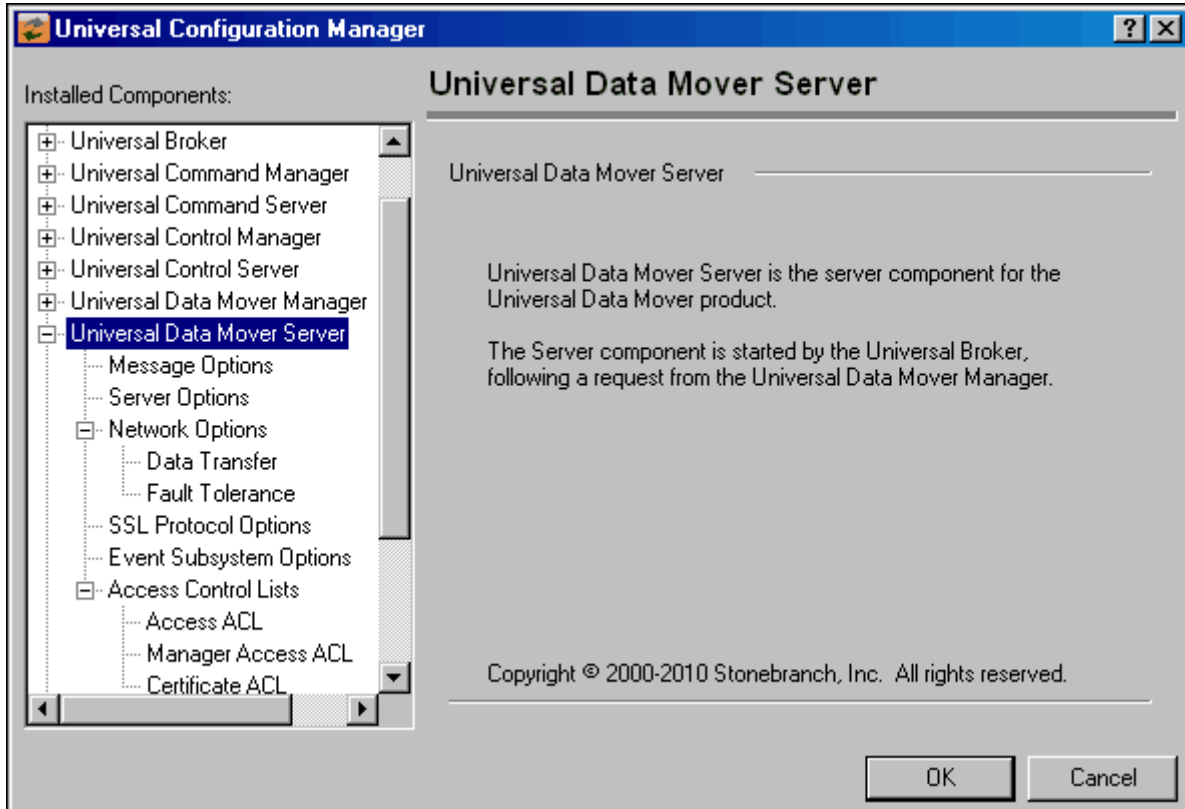 Universal Configuration Manager
Installed Components:
Universal Broker
Universal Command Manager
Universal Command Server
Universal Control Manager
Universal Control Server
Universal Data Mover Manager
Universal Data Mover Server
Message Options
Server Options
Network Options
Data Transfer
Fault Tolerance
SSL Protocol Options
Event Subsystem Options
Access Control Lists
Access ACL
Manager Access ACL
Certificate ACL
Universal Data Mover Server
Universal Data Mover Server
Universal Data Mover Server is the server component for the
Universal Data Mover product.
The Server component is started by the Universal Broker,
following a request from the Universal Data Mover Manager.
Copyright © 2000-2010 Stonebranch, Inc. All rights reserved.
OK
Cancel